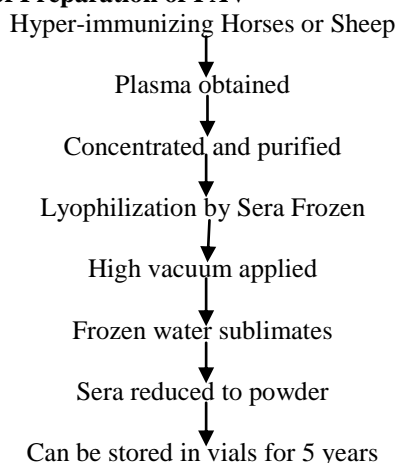 Hyper-immunizing Horses or Sheep
Plasma obtained
Concentrated and purified
Lyophilization by Sera Frozen
High vacuum applied
Frozen water sublimates
Sera reduced to powder
Can be stored in vials for 5 years